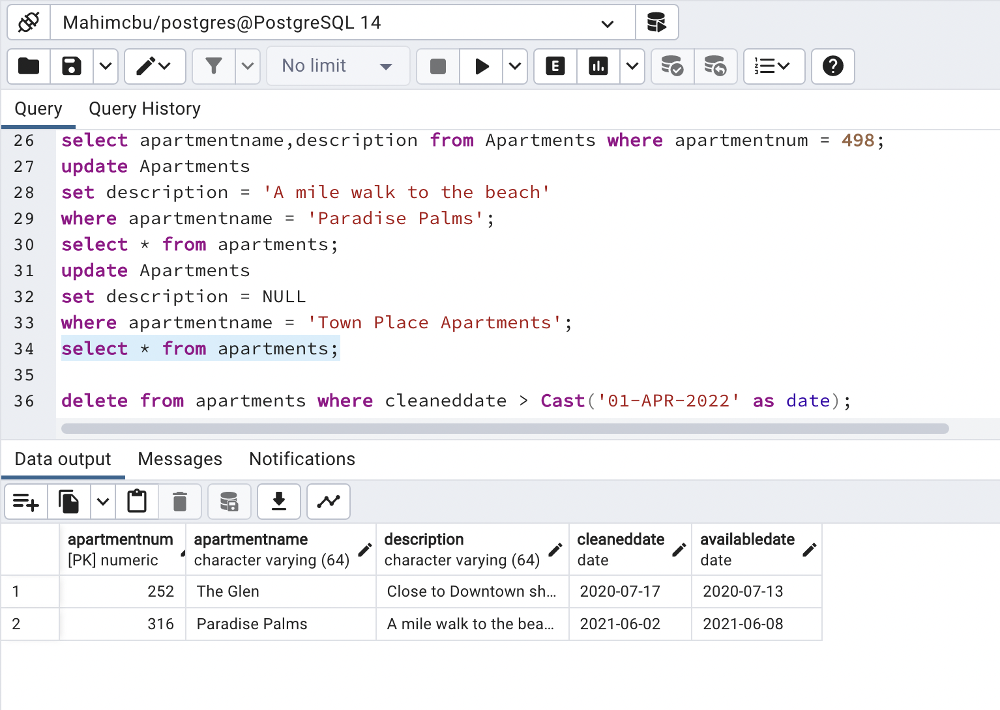 Mahimcbu/postgres@PostgreSQL 14
No limit
E
Query Query History
26 select apartmentname,description from Apartments where apartmentnum = 498;
27 update Apartments
28 set description = 'A mile walk to the beach'
29 where apartmentname = 'Paradise Palms';
30 select * from apartments;
31 update Apartments
32 set description = NULL
33 where apartmentname = 'Town Place Apartments';
34 select * from apartments;
35
36 delete from apartments where cleaneddate > Cast('01-APR-2022' as date);
Data output Messages Notifications
apartmentnum apartmentname description cleaneddate availabledate
[PK] numeric character varying (64) character varying (64) date date
1 252 The Glen Close to Downtown sh... 2020-07-17 2020-07-13
2 316 Paradise Palms A mile walk to the bea... 2021-06-02 2021-06-08